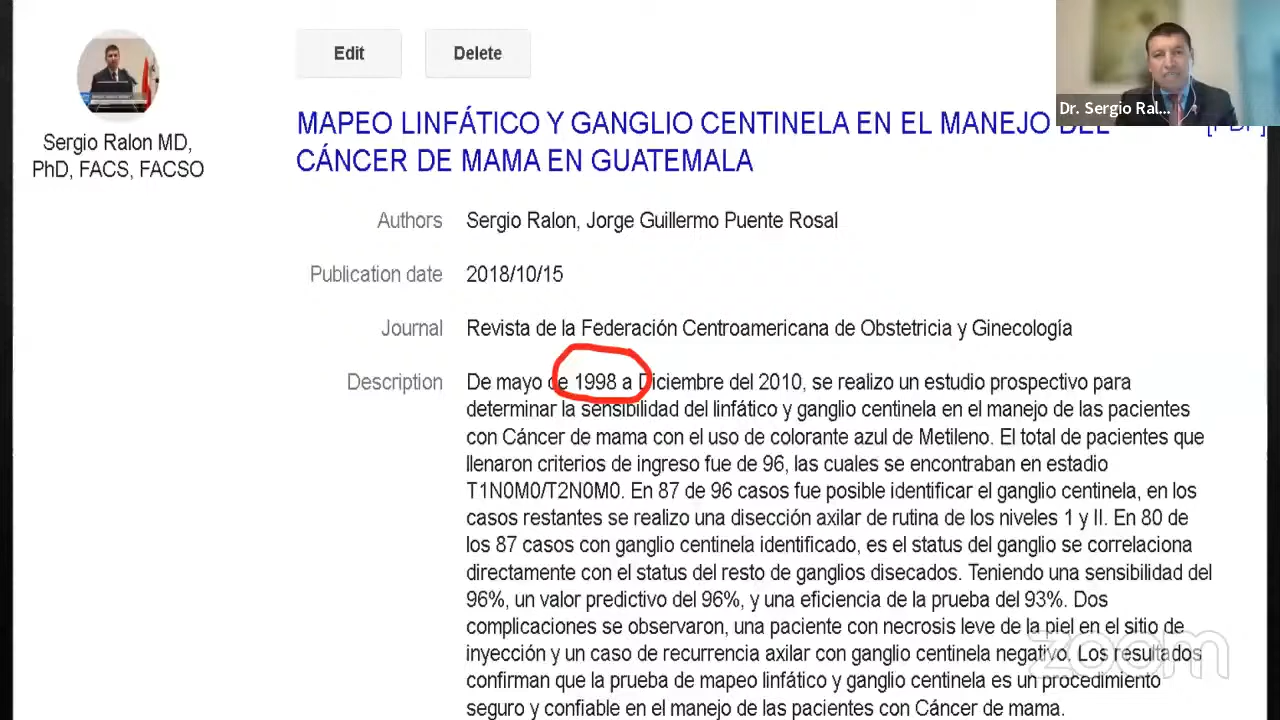 Edit
Delete
Dr. Sergio Ral...
Sergio Ralon MD,
PhD, FACS, FACSO
MAPEO LINFÁTICO Y GANGLIO CENTINELA EN EL MANEJO DEL
CÁNCER DE MAMA EN GUATEMALA
[PDF]
Authors
Sergio Ralon, Jorge Guillermo Puente Rosal
Publication date
2018/10/15
Journal
Revista de la Federación Centroamericana de Obstetricia y Ginecología
Description
De mayo de 1998 a Diciembre del 2010, se realizo un estudio prospectivo para
determinar la sensibilidad del linfático y ganglio centinela en el manejo de las pacientes
con Cáncer de mama con el uso de colorante azul de Metileno. El total de pacientes que
llenaron criterios de ingreso fue de 96, las cuales se encontraban en estadio
T1N0M0/T2N0M0. En 87 de 96 casos fue posible identificar el ganglio centinela, en los
casos restantes se realizo una disección axilar de rutina de los niveles 1 y II. En 80 de
los 87 casos con ganglio centinela identificado, es el status del ganglio se correlaciona
directamente con el status del resto de ganglios disecados. Teniendo una sensibilidad del
96%, un valor predictivo del 96%, y una eficiencia de la prueba del 93%. Dos
complicaciones se observaron, una paciente con necrosis leve de la piel en el sitio de
inyección y un caso de recurrencia axilar con ganglio centinela negativo. Los resultados
confirman que la prueba de mapeo linfático y ganglio centinela es un procedimiento
seguro y confiable en el manejo de las pacientes con Cáncer de mama.
zoom